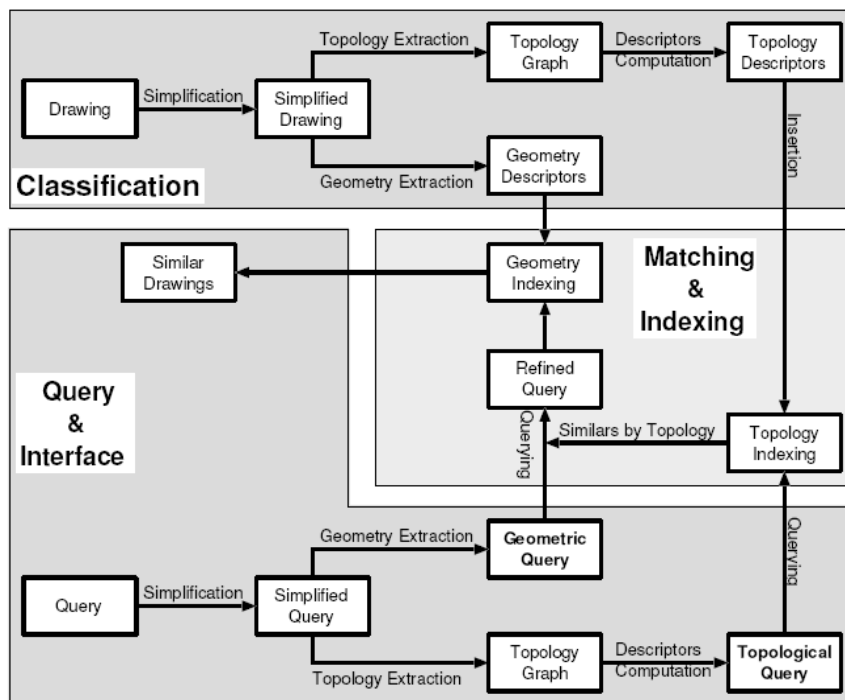 Topology Extraction
Topology
Graph
Descriptors
Computation
Topology
Descriptors
Drawing
Simplification
Simplified
Drawing
Insertion
Geometry Extraction
Geometry
Descriptors
Classification
Similar
Drawings
Geometry
Indexing
Matching
&
Indexing
Refined
Query
Query
&
Interface
Querying
Similars by Topology
Topology
Indexing
Geometry Extraction
Geometric
Query
Querying
Query
Simplification
Simplified
Query
Topology Extraction
Topology
Graph
Descriptors
Computation
Topological
Query